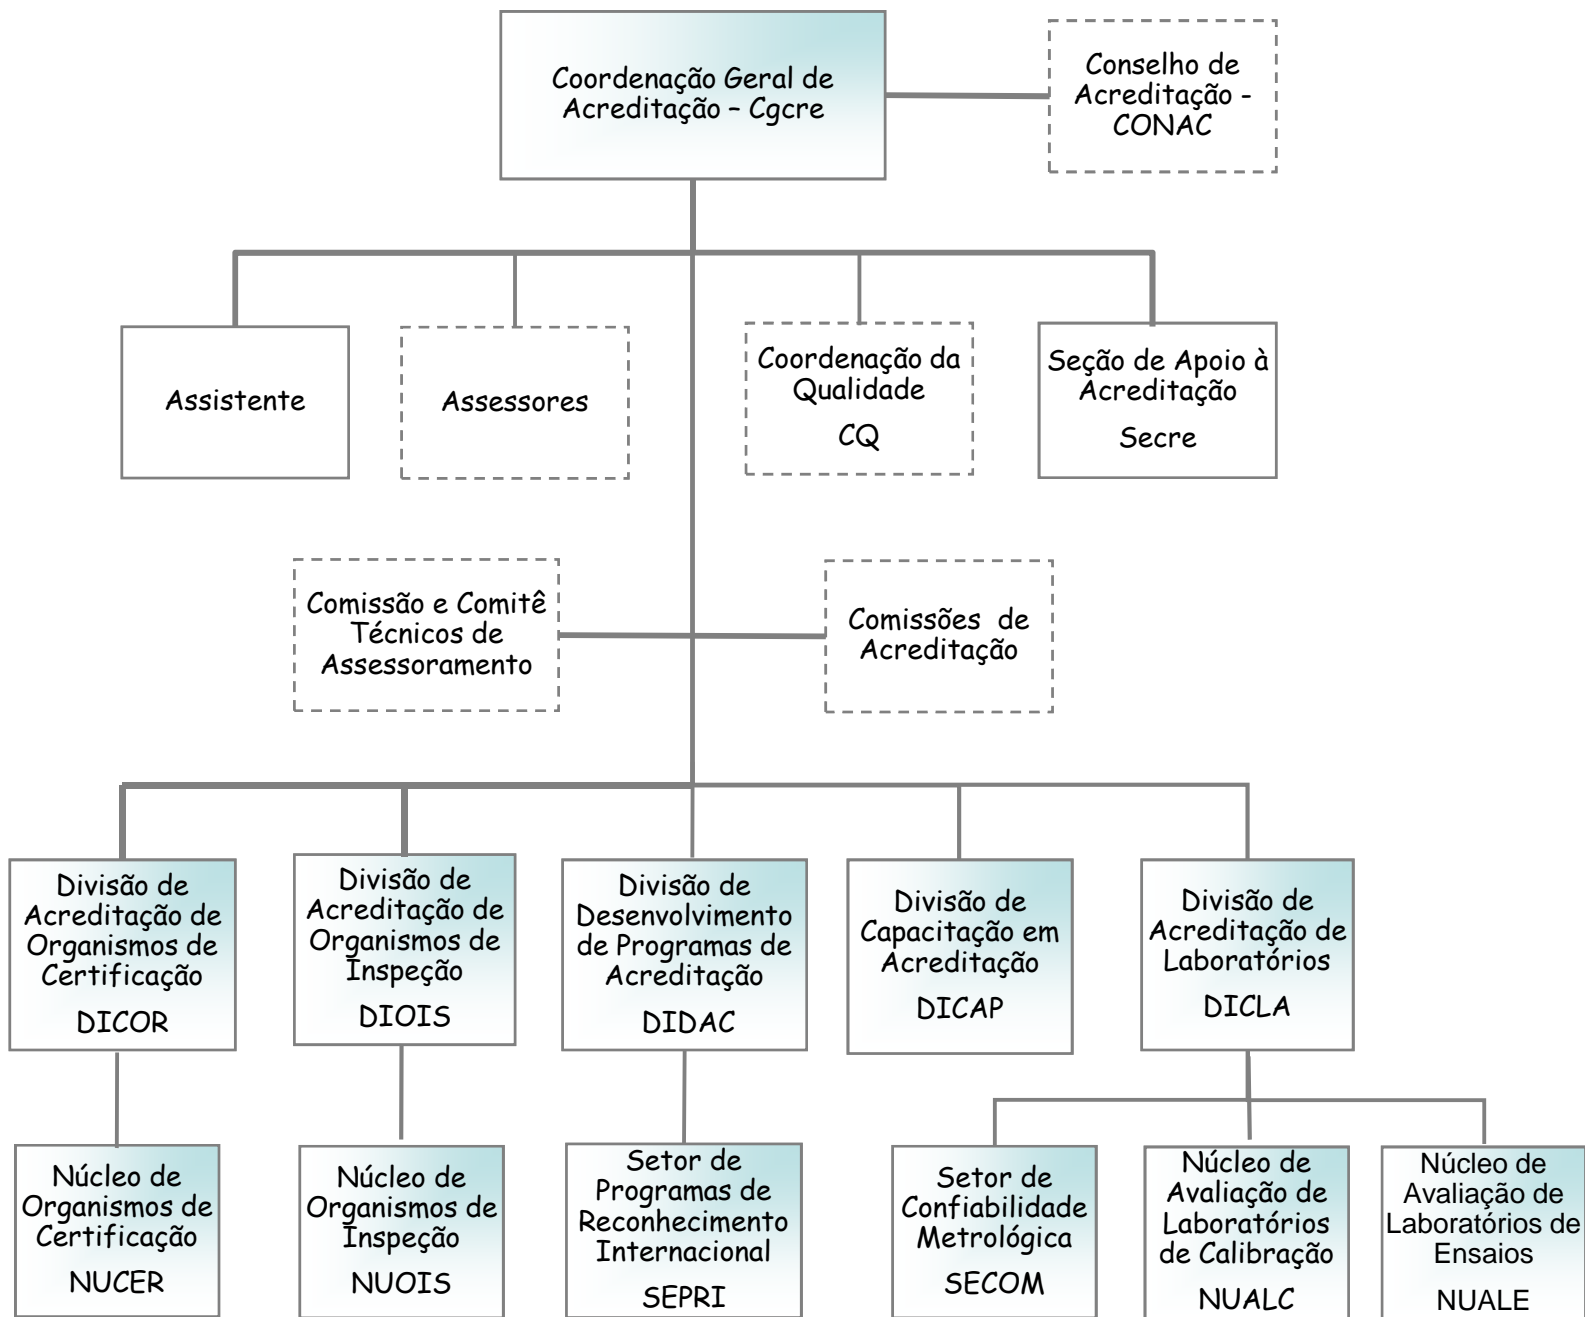 Coordenação Geral de
Acreditação – Cgcre
Conselho de
Acreditação -
CONAC
Assistente
Assessores
Coordenação da
Qualidade
CQ
Seção de Apoio à
Acreditação
Secre
Comissão e Comitê
Técnicos de
Assessoramento
Comissões de
Acreditação
Divisão de
Acreditação de
Organismos de
Certificação
DICOR
Divisão de
Acreditação de
Organismos de
Inspeção
DIOIS
Divisão de
Desenvolvimento
de Programas de
Acreditação
DIDAC
Divisão de
Capacitação em
Acreditação
DICAP
Divisão de
Acreditação de
Laboratórios
DICLA
Núcleo de
Organismos de
Certificação
NUCER
Núcleo de
Organismos de
Inspeção
NUOIS
Setor de
Programas de
Reconhecimento
Internacional
SEPRI
Setor de
Confiabilidade
Metrológica
SECOM
Núcleo de
Avaliação de
Laboratórios
de Calibração
NUALC
Núcleo de
Avaliação de
Laboratórios de
Ensaios
NUALE